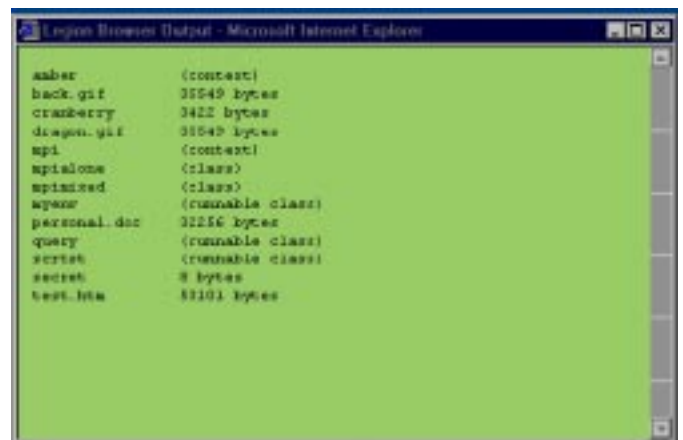 Legion Browser Output - Microsoft Internet Explorer
amber (context)
back.gif 35549 bytes
cranberry 3422 bytes
dragon.gif 35549 bytes
mpi (context)
mpialone (class)
mpimixed (class)
(runnable class)
personal.doc 32256 bytes
query (runnable class)
(runnable class)
secret 8 bytes
test.htm bytes